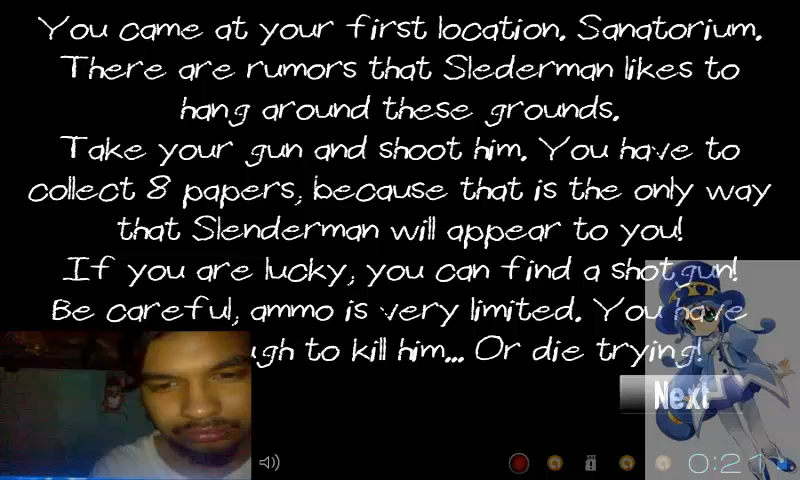 You came at your first location. Sanatorium.
There are rumors that Slederman likes to
hang around these grounds.
Take your gun and shoot him. You have to
collect 8 papers, because that is the only way
that Slenderman will appear to you!
If you are lucky, you can find a shotgun!
Be careful, ammo is very limited. You have
ugh to kill him... Or die trying!
Next
0:21